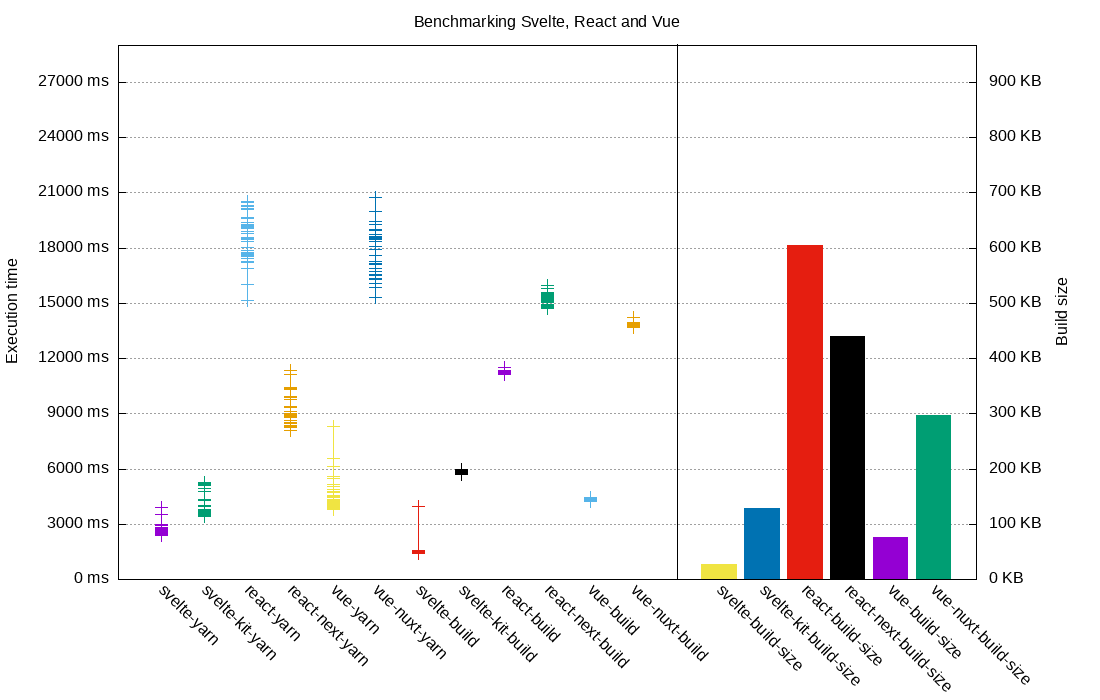 Benchmarking Svelte, React and Vue
27000 ms
24000 ms
21000 ms
18000 ms
15000 ms
12000 ms
9000 ms
6000 ms
3000 ms
0 ms
Execution time
900 KB
800 KB
700 KB
600 KB
500 KB
400 KB
300 KB
200 KB
100 KB
0 KB
Build size
svelte-yarn
svelte-kit-yarn
react-yarn
react-next-yarn
vue-yarn
vue-nuxt-yarn
svelte-build
svelte-kit-build
react-build
react-next-build
vue-build
vue-nuxt-build
svelte-build-size
svelte-kit-build-size
react-build-size
react-next-build-size
vue-build-size
vue-nuxt-build-size